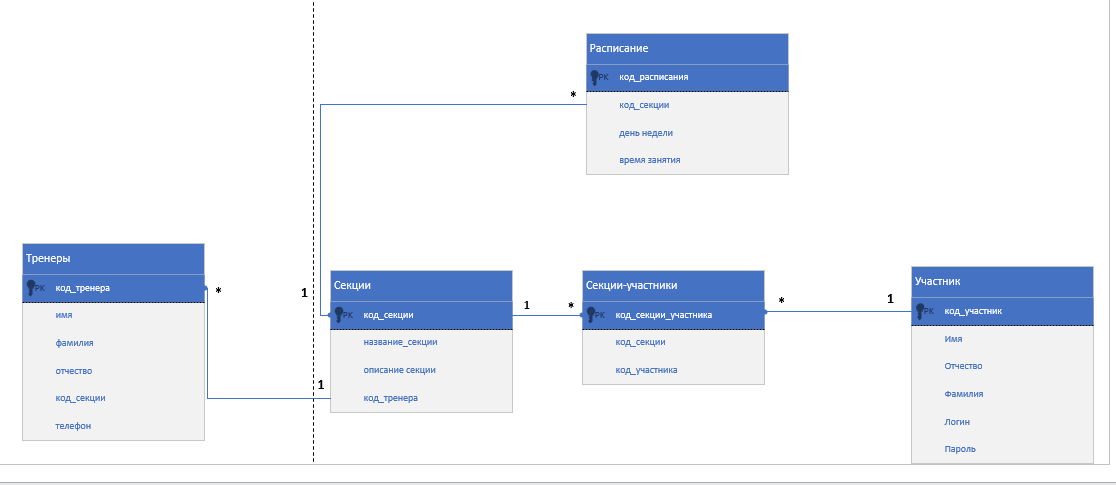 Расписание
PK код_расписания
*
код_секции
день недели
время занятия
Тренеры
PK код_тренера
*
имя
фамилия
отчество
код_секции
телефон
1
1
Секции
PK код_секции
название_секции
описание секции
код_тренера
1
*
Секции-участники
PK код_секции_участника
код_секции
код_участника
*
1
Участник
PK код_участник
Имя
Отчество
Фамилия
Логин
Пароль